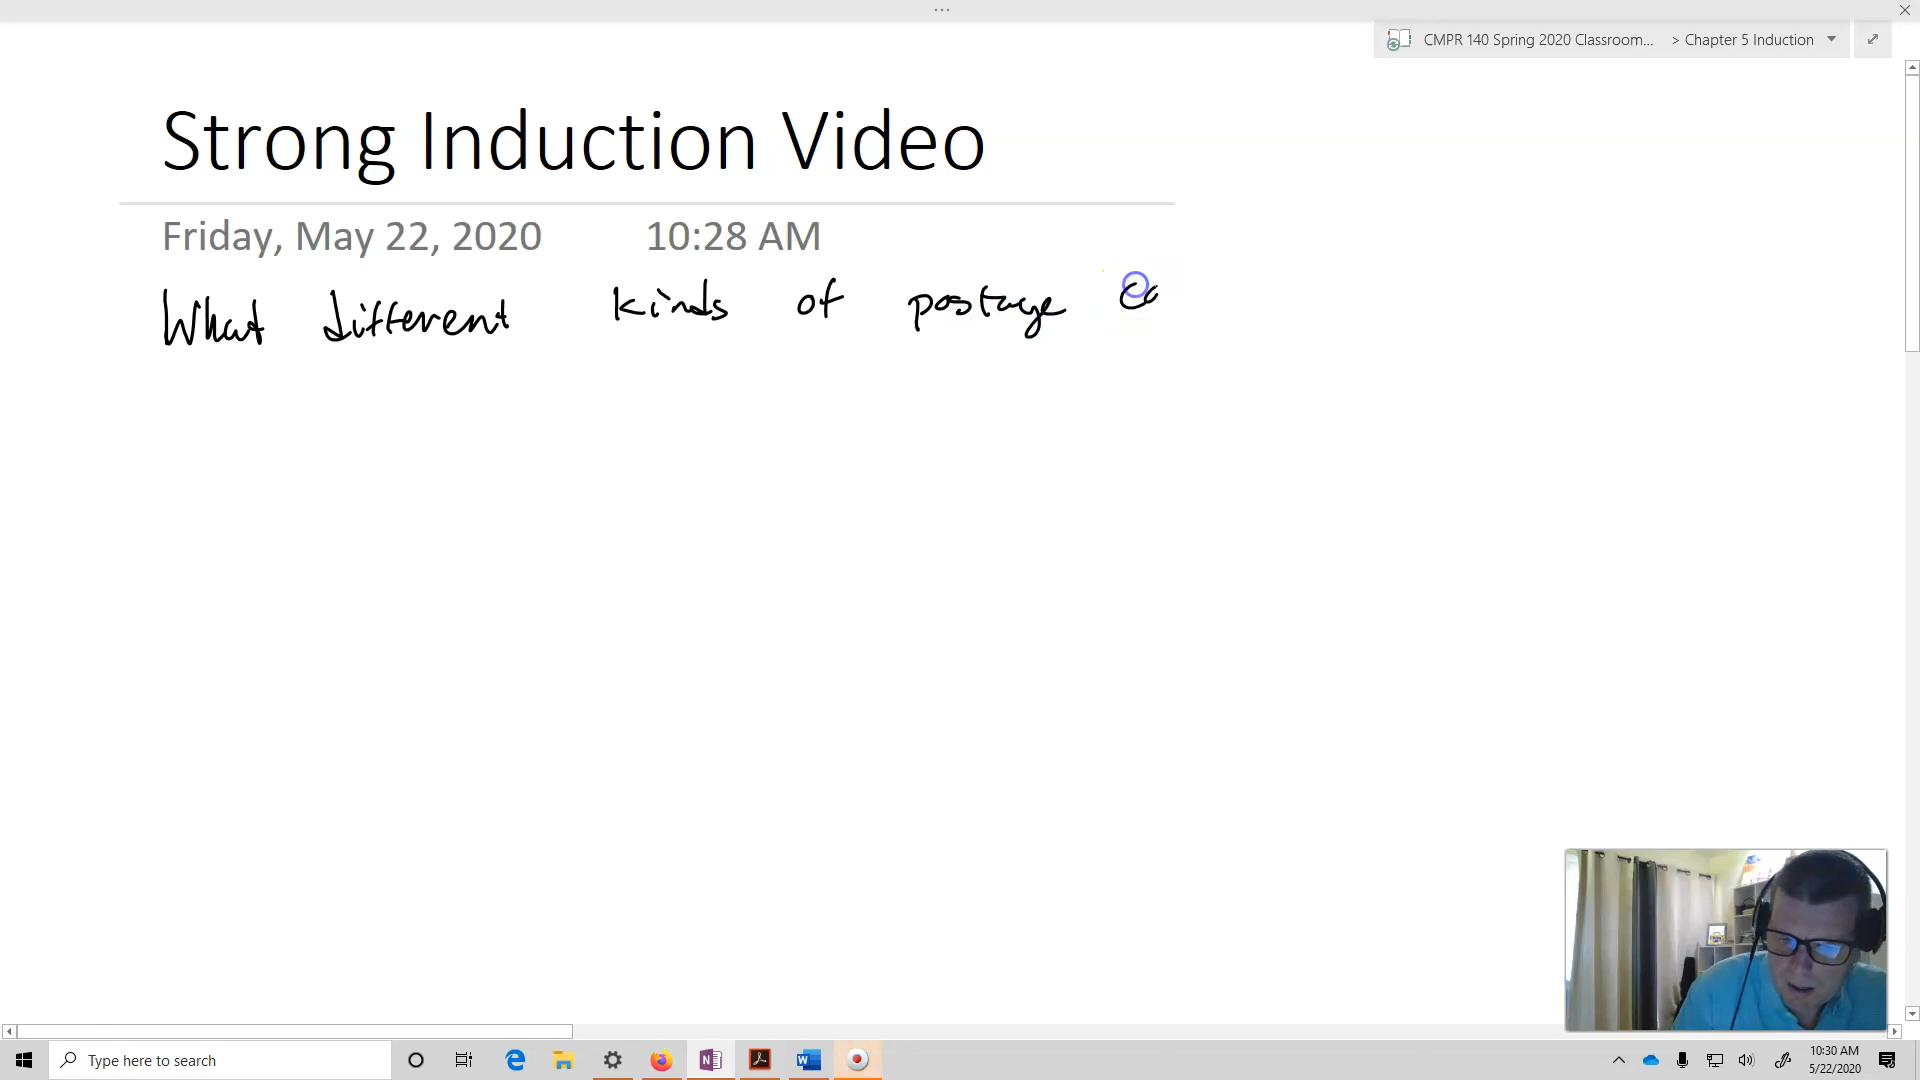 CMPR 140 Spring 2020 Classroom... > Chapter 5 Induction
Strong Induction Video
Friday, May 22, 2020 10:28 AM
What different kinds of postage
Type here to search
10:30 AM
5/22/2020